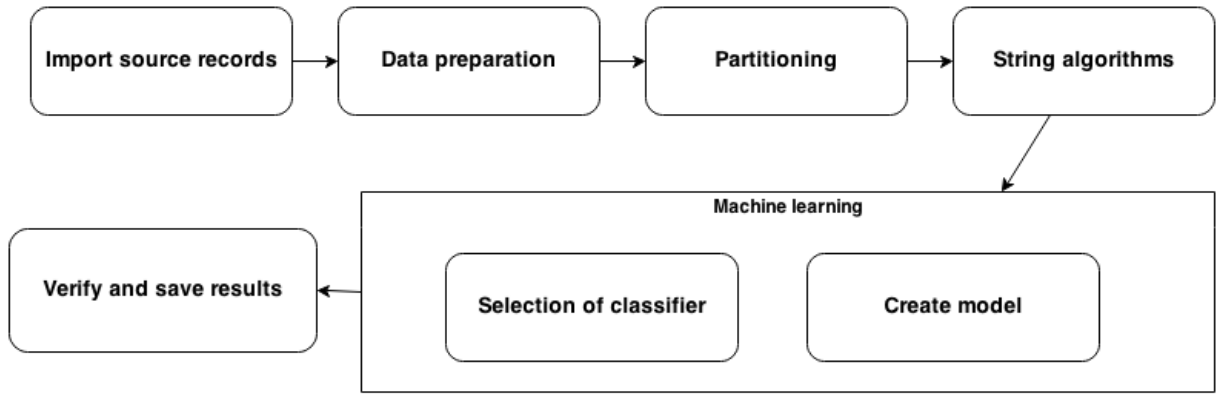 Import source records
Data preparation
Partitioning
String algorithms
Machine learning
Verify and save results
Selection of classifier
Create model